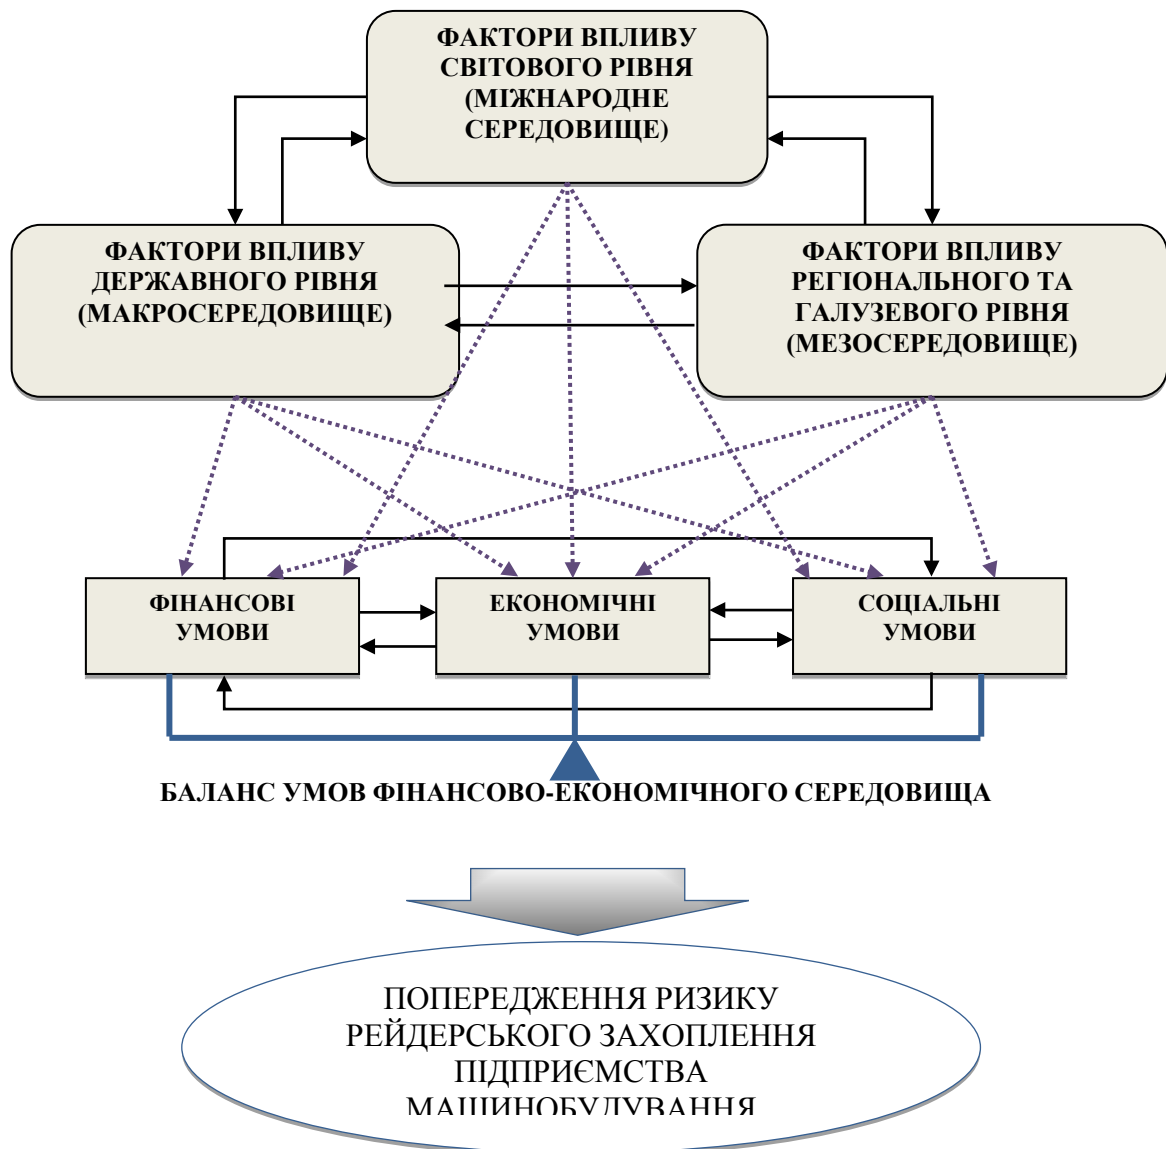 ФАКТОРИ ВПЛИВУ
СВІТОВОГО РІВНЯ
(МІЖНАРОДНЕ
СЕРЕДОВИЩЕ)
ФАКТОРИ ВПЛИВУ
ДЕРЖАВНОГО РІВНЯ
(МАКРОСЕРЕДОВИЩЕ)
ФАКТОРИ ВПЛИВУ
РЕГІОНАЛЬНОГО ТА
ГАЛУЗЕВОГО РІВНЯ
(МЕЗОСЕРЕДОВИЩЕ)
ФІНАНСОВІ
УМОВИ
ЕКОНОМІЧНІ
УМОВИ
СОЦІАЛЬНІ
УМОВИ
БАЛАНС УМОВ ФІНАНСОВО-ЕКОНОМІЧНОГО СЕРЕДОВИЩА
ПОПЕРЕДЖЕННЯ РИЗИКУ
РЕЙДЕРСЬКОГО ЗАХОПЛЕННЯ
ПІДПРИЄМСТВА
МАШИНОБУДУВАННЯ